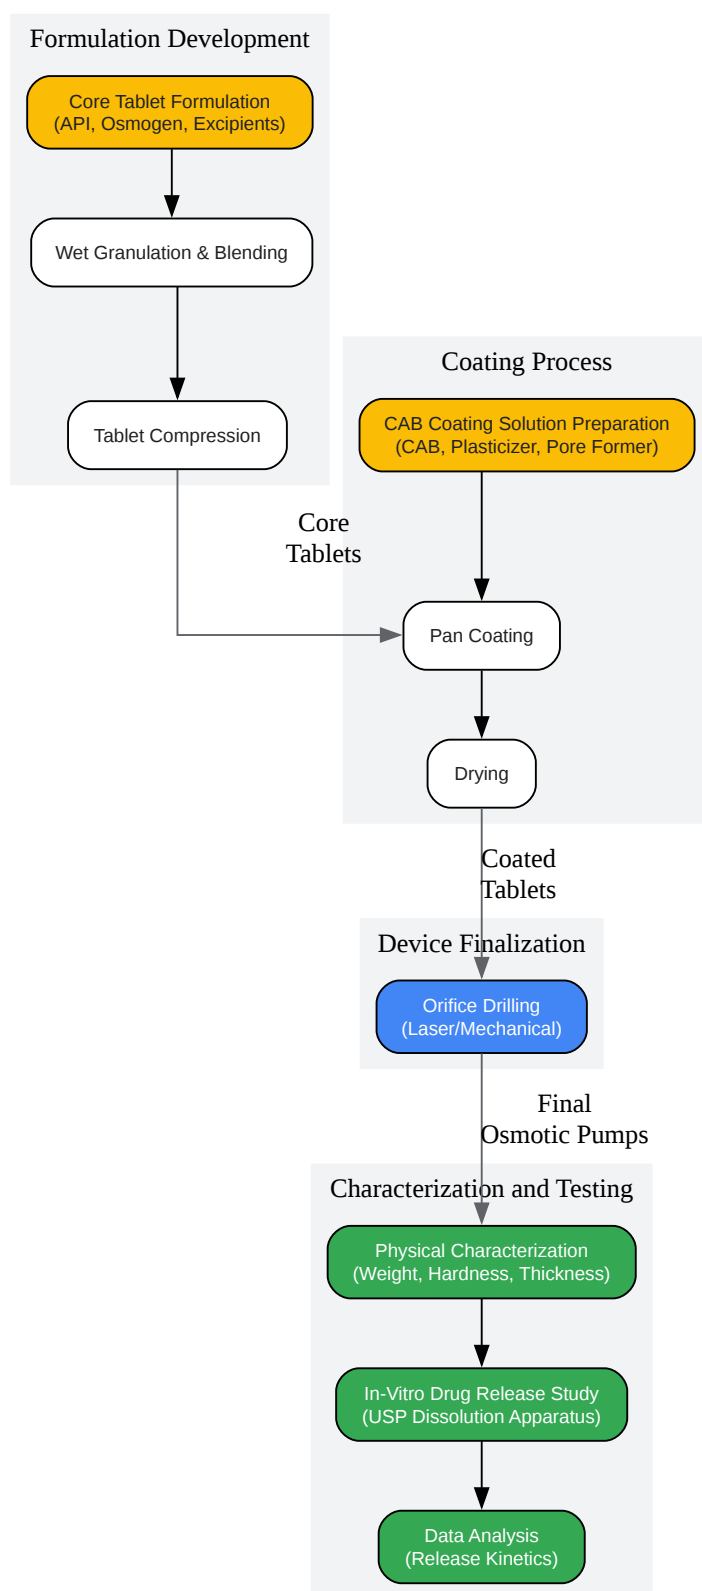 Formulation Development
Core Tablet Formulation
(API, Osmogen, Excipients)
Wet Granulation & Blending
Tablet Compression
Core
Tablets
Coating Process
CAB Coating Solution Preparation
(CAB, Plasticizer, Pore Former)
Pan Coating
Drying
Coated
Tablets
Device Finalization
Orifice Drilling
(Laser/Mechanical)
Final
Osmotic Pumps
Characterization and Testing
Physical Characterization
(Weight, Hardness, Thickness)
In-Vitro Drug Release Study
(USP Dissolution Apparatus)
Data Analysis
(Release Kinetics)